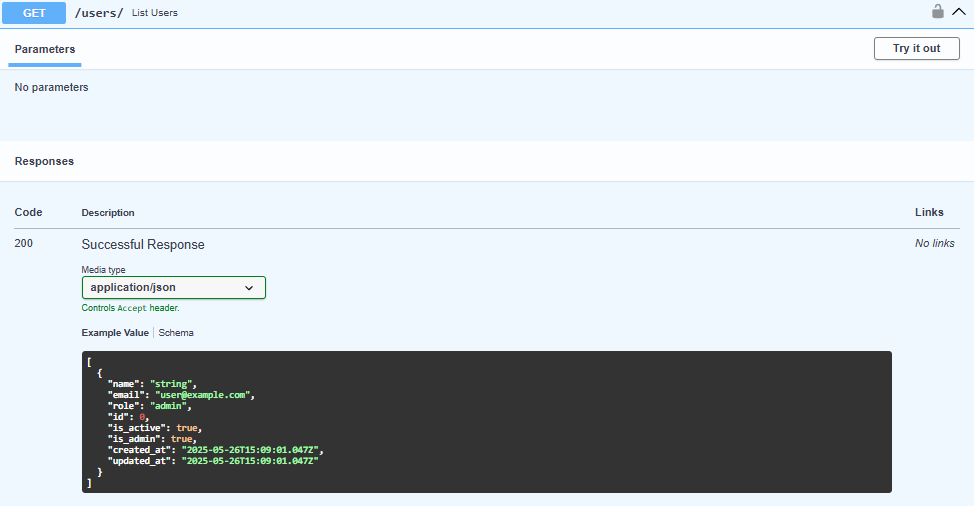 GET /users/ List Users
Parameters
Try it out
No parameters
Responses
Code Description Links
200 Successful Response No links
Media type
application/json
Controls Accept header.
Example Value | Schema
[
  {
    "name": "string",
    "email": "user@example.com",
    "role": "admin",
    "id": 0,
    "is_active": true,
    "is_admin": true,
    "created_at": "2025-05-26T15:09:01.047Z",
    "updated_at": "2025-05-26T15:09:01.047Z"
  }
]